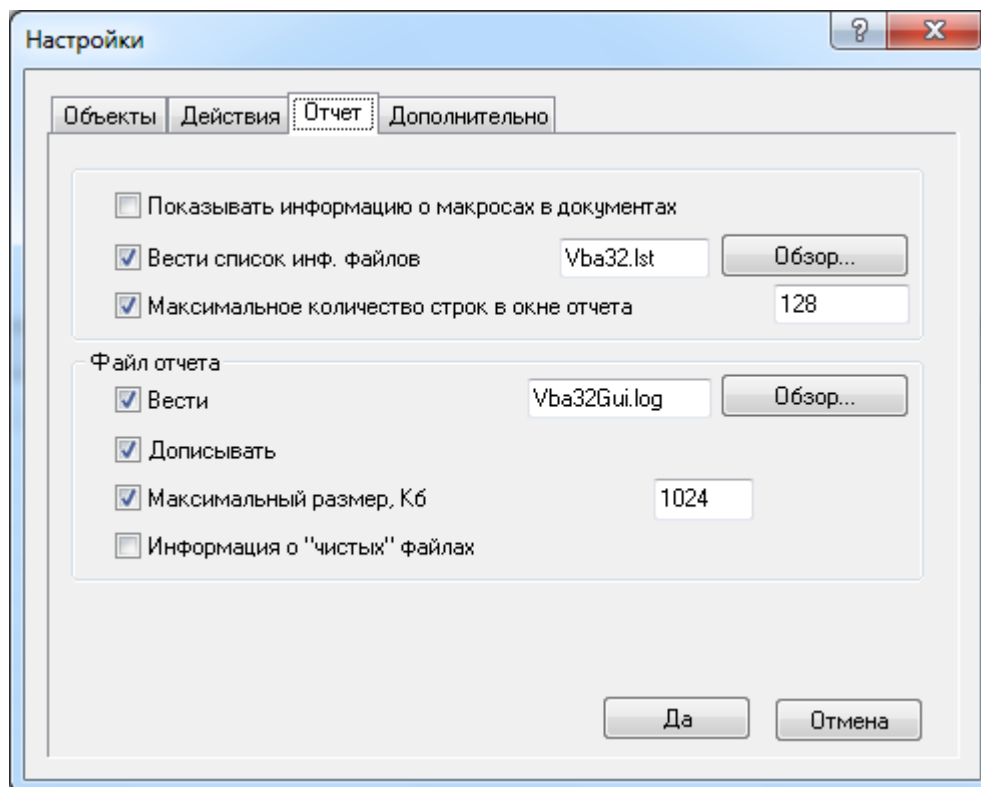 Настройки
?
X
Объекты Действия Отчет Дополнительно
Показывать информацию о макросах в документах
Вести список инф. файлов Vba32.lst Обзор...
Максимальное количество строк в окне отчета 128
Файл отчета
Вести Vba32Gui.log Обзор...
Дописывать
Максимальный размер, Кб 1024
Информация о "чистых" файлах
Да Отмена